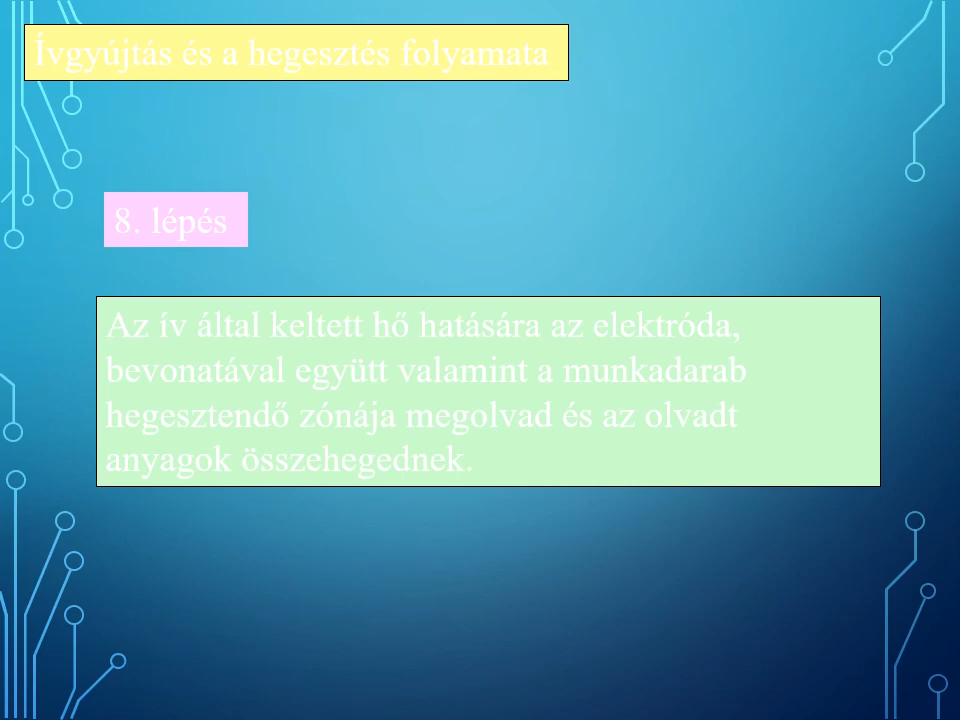 Ívgyújtás és a hegesztés folyamata
8. lépés
Az ív által keltett hő hatására az elektróda,
bevonatával együtt valamint a munkadarab
hegesztendő zónája megolvad és az olvadt
anyagok összehegednek.